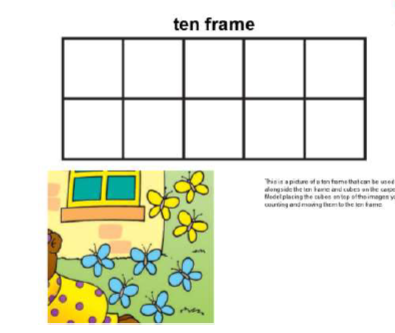 ten frame
This is a picture of a ten frame that can be used
alongside the ten frame and cubes on the carpe
Model placing the cubes on top of the images
counting and moving them to the ten frame